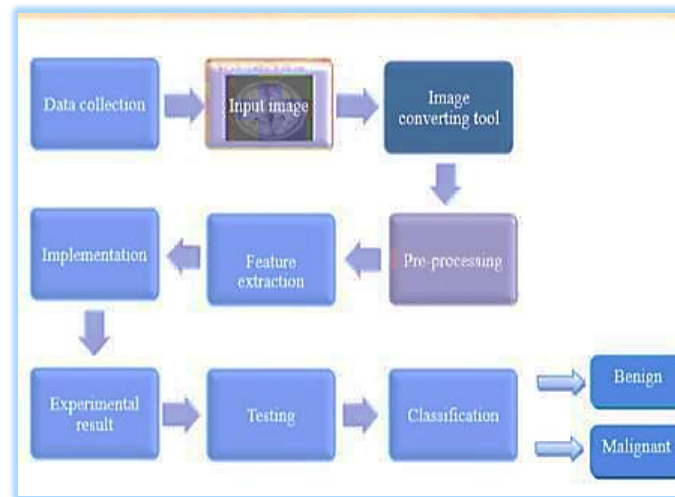 Data collection
Input image
Image
converting tool
Pre-processing
Feature
extraction
Implementation
Experimental
result
Testing
Classification
Benign
Malignant